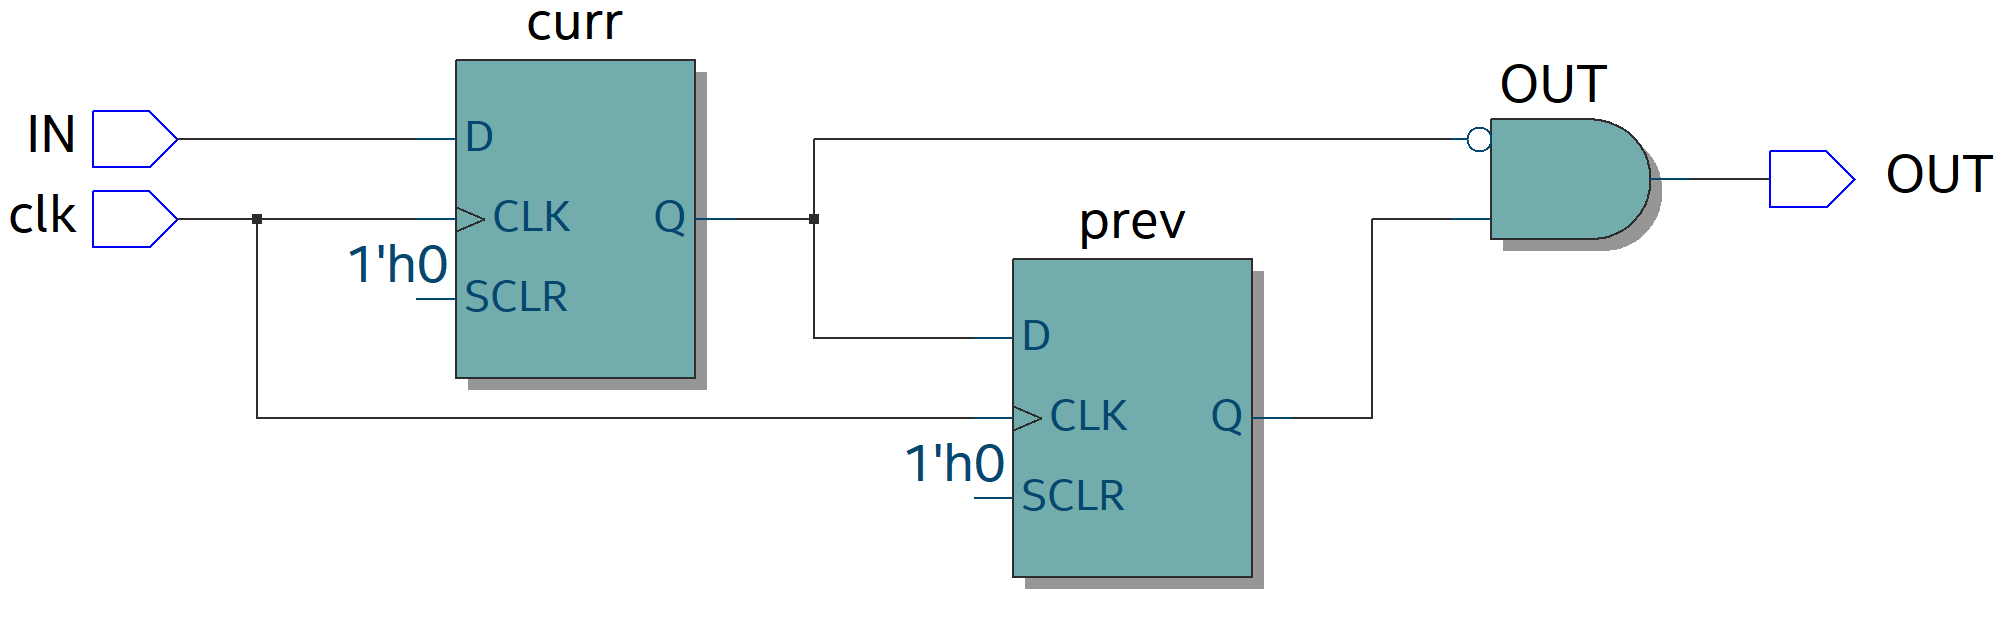 curr
OUT
IN
D
clk
CLK
Q
OUT
prev
1'h0
SCLR
D
CLK
Q
1'h0
SCLR